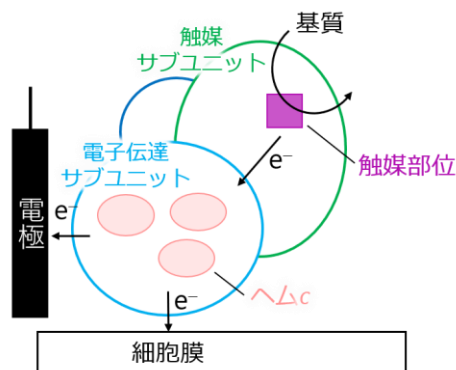 基質
触媒
サブユニット
電子伝達
サブユニット
e⁻
触媒部位
電極
e⁻
ヘムc
e⁻
細胞膜